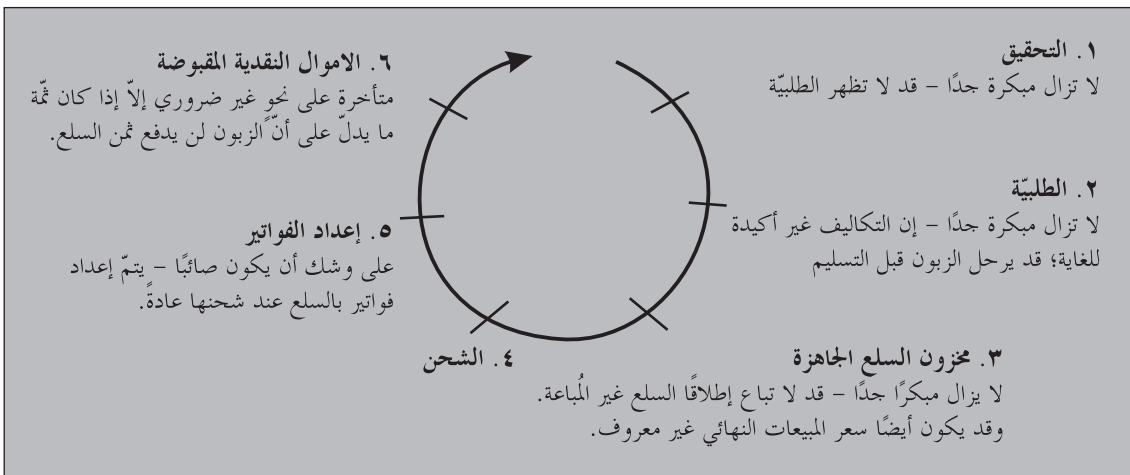 ١. التحقيق
لا تزال مبكرة جدًا – قد لا تظهر الطلبيّة
٢. الطلبيّة
لا تزال مبكرة جدًا – إن التكاليف غير أكيدة
للغاية؛ قد يرحل الزبون قبل التسليم
٣. مخزون السلع الجاهزة
لا يزال مبكرًا جدًا – قد لا تباع إطلاقًا السلع غير المُباعة.
وقد يكون أيضًا سعر المبيعات النهائي غير معروف.
٤. الشحن
٥. إعداد الفواتير
على وشك أن يكون صائبًا – يتمّ إعداد
فواتير بالسلع عند شحنها عادةً.
٦. الاموال النقدية المقبوضة
متأخرة على نحوٍ غير ضروري إلاّ إذا كان ثمّة
ما يدلّ على أنّ الزبون لن يدفع ثمن السلع.